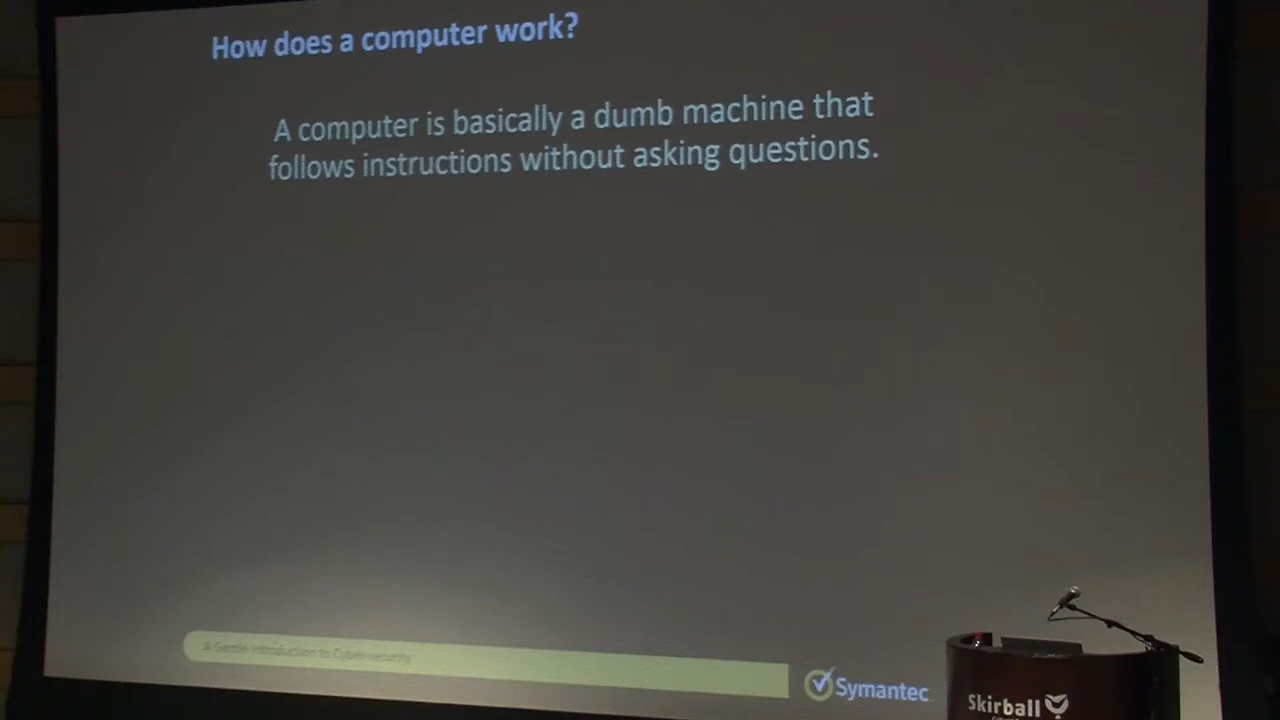 How does a computer work?
A computer is basically a dumb machine that
follows instructions without asking questions.
A Gentle Introduction to Cyber-security
Symantec
Skirball